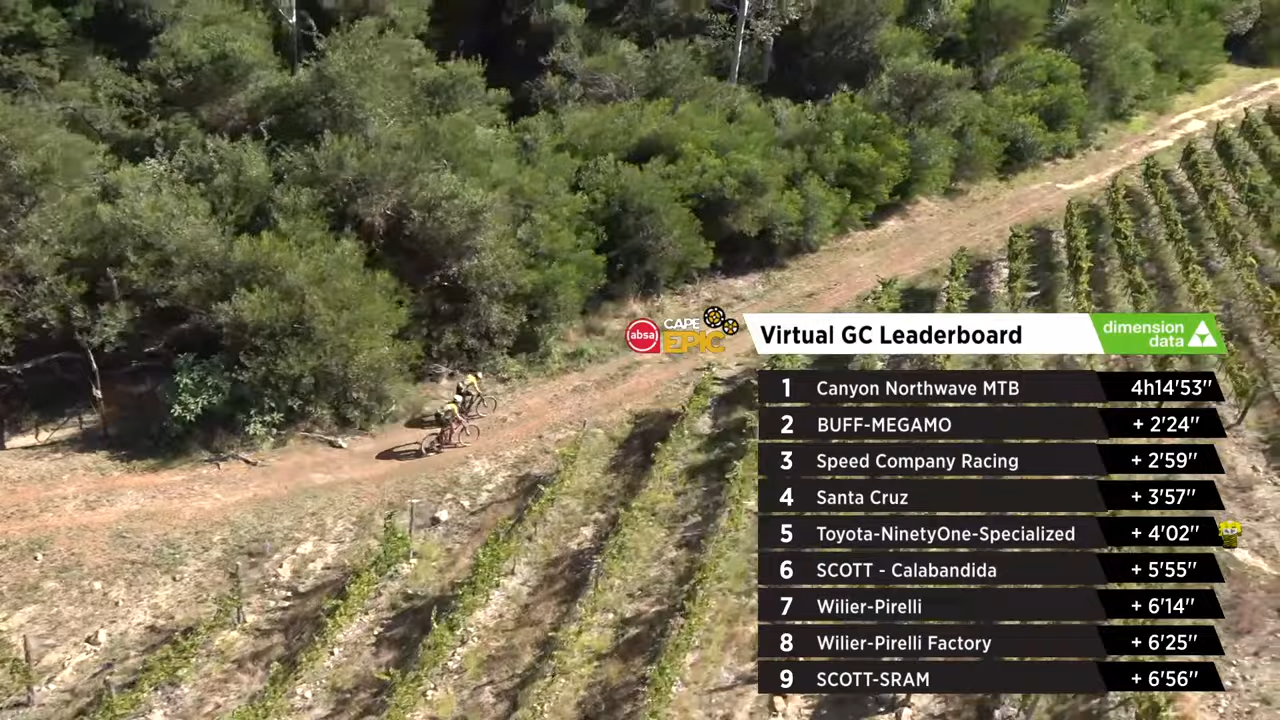 absa CAPE EPIC
Virtual GC Leaderboard
dimension data
1 Canyon Northwave MTB 4h14'53''
2 BUFF-MEGAMO + 2'24''
3 Speed Company Racing + 2'59''
4 Santa Cruz + 3'57''
5 Toyota-NinetyOne-Specialized + 4'02''
6 SCOTT - Calabandida + 5'55''
7 Wilier-Pirelli + 6'14''
8 Wilier-Pirelli Factory + 6'25''
9 SCOTT-SRAM + 6'56''